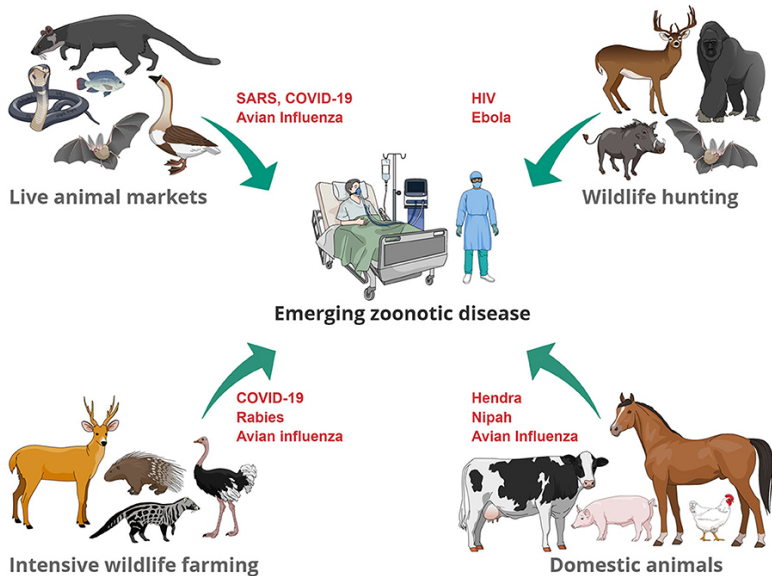 SARS, COVID-19
Avian Influenza
HIV
Ebola
Live animal markets
Wildlife hunting
Emerging zoonotic disease
COVID-19
Rabies
Avian influenza
Hendra
Nipah
Avian Influenza
Intensive wildlife farming
Domestic animals